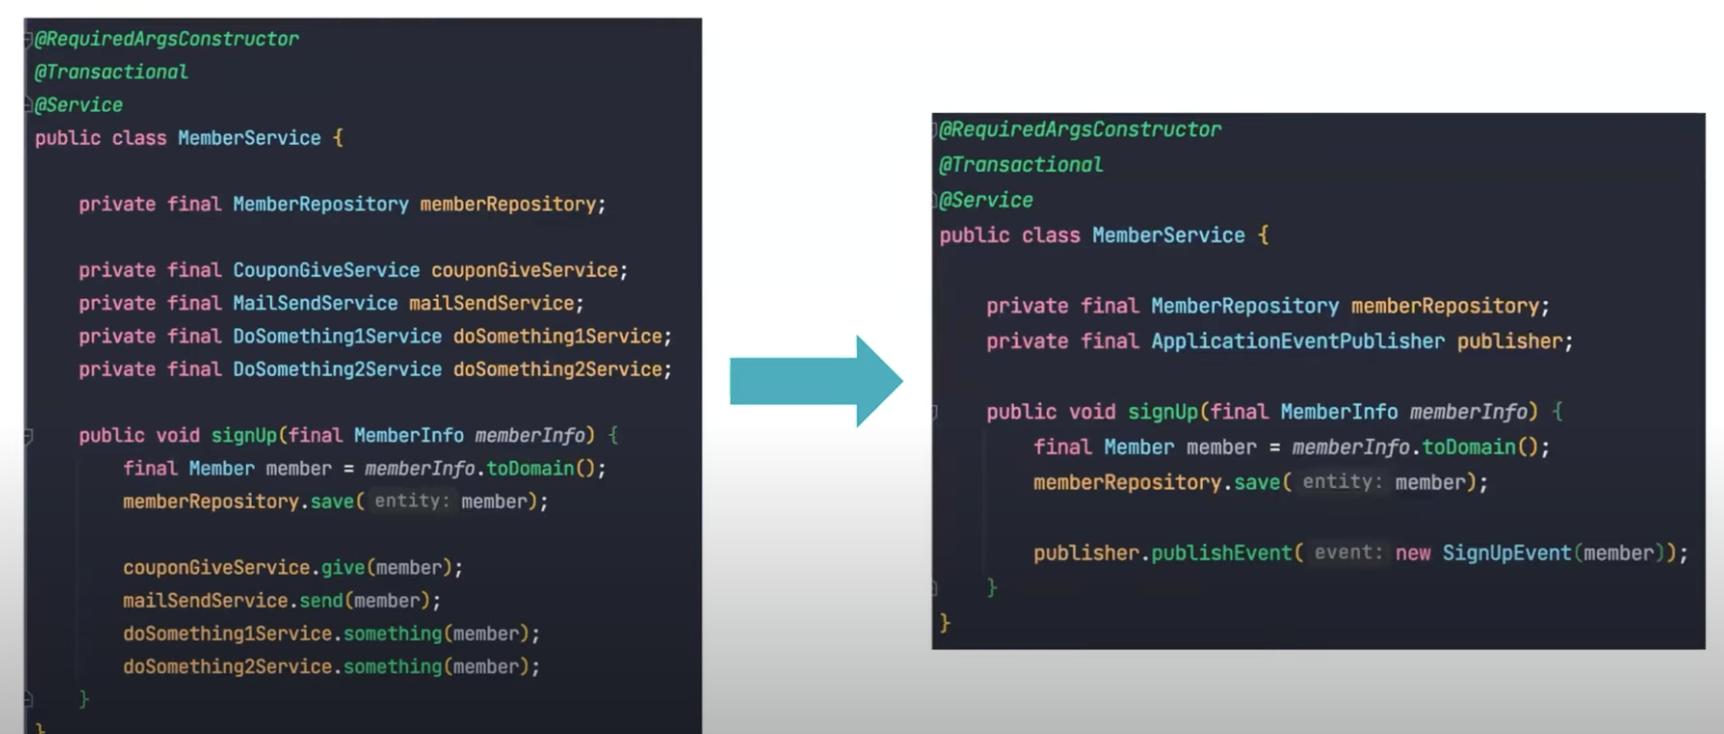 @RequiredArgsConstructor
@Transactional
@Service
public class MemberService {
private final MemberRepository memberRepository;
private final CouponGiveService couponGiveService;
private final MailSendService mailSendService;
private final DoSomething1Service doSomething1Service;
private final DoSomething2Service doSomething2Service;
public void signUp(final MemberInfo memberInfo) {
final Member member = memberInfo.toDomain();
memberRepository.save( entity: member);
couponGiveService.give(member);
mailSendService.send(member);
doSomething1Service.something(member);
doSomething2Service.something(member);
}
}
@RequiredArgsConstructor
@Transactional
@Service
public class MemberService {
private final MemberRepository memberRepository;
private final ApplicationEventPublisher publisher;
public void signUp(final MemberInfo memberInfo) {
final Member member = memberInfo.toDomain();
memberRepository.save( entity: member);
publisher.publishEvent( event: new SignUpEvent(member));
}
}